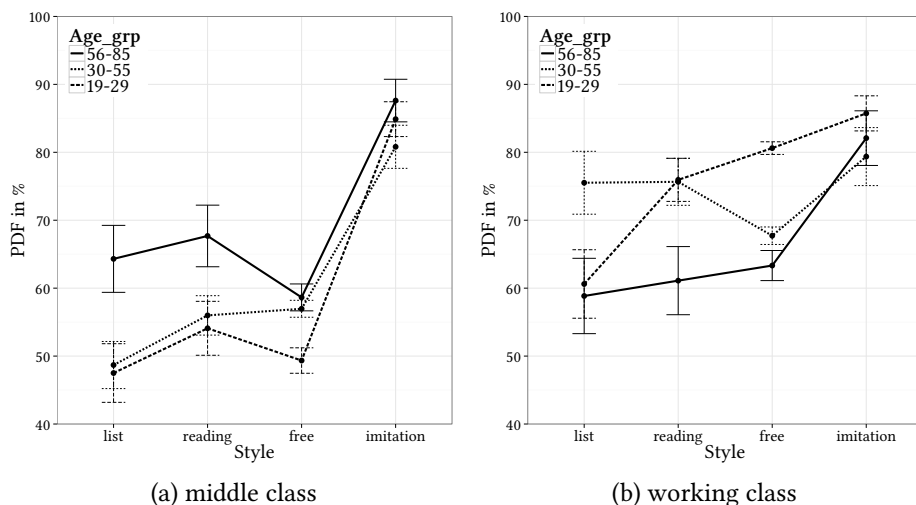 100
90
80
70
60
50
40
PDF in %
Age_grp
56-85
30-55
19-29
list reading free imitation
Style
(a) middle class
100
90
80
70
60
50
40
PDF in %
Age_grp
56-85
30-55
19-29
list reading free imitation
Style
(b) working class